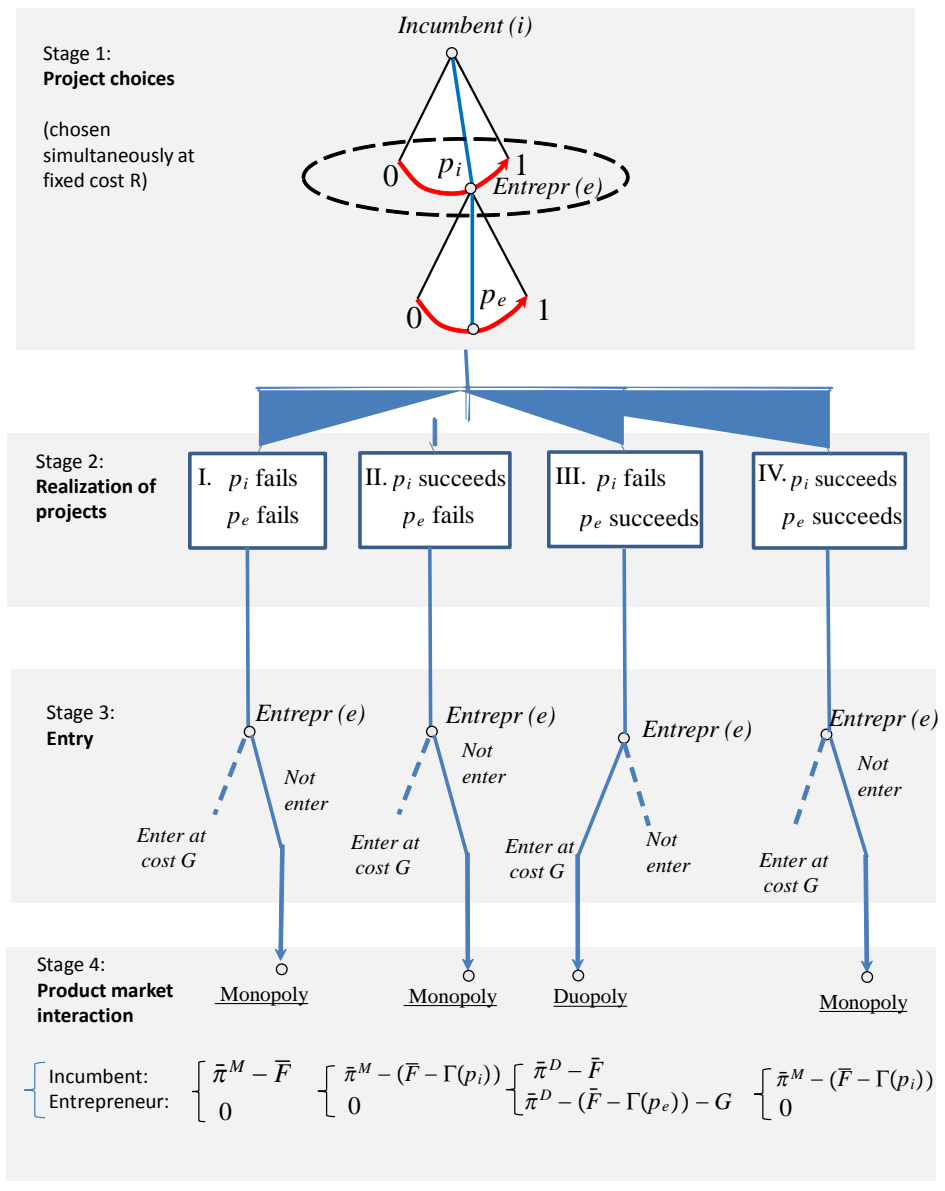 Incumbent (i)
Stage 1:
Project choices
(chosen
simultaneously at
fixed cost R)
0
p_i
1
Entrepr (e)
0
p_e
1
Stage 2:
Realization of
projects
I. p_i fails
p_e fails
II. p_i succeeds
p_e fails
III. p_i fails
p_e succeeds
IV. p_i succeeds
p_e succeeds
Stage 3:
Entry
Entrepr (e)
Not
enter
Enter at
cost G
Entrepr (e)
Not
enter
Enter at
cost G
Entrepr (e)
Enter at
cost G
Not
enter
Entrepr (e)
Not
enter
Enter at
cost G
Stage 4:
Product market
interaction
Monopoly
Monopoly
Duopoly
Monopoly
Incumbent:
Entrepreneur:
π̄^M − F̄
0
π̄^M − (F̄ − Γ(p_i))
0
π̄^D − F̄
π̄^D − (F̄ − Γ(p_e)) − G
π̄^M − (F̄ − Γ(p_i))
0